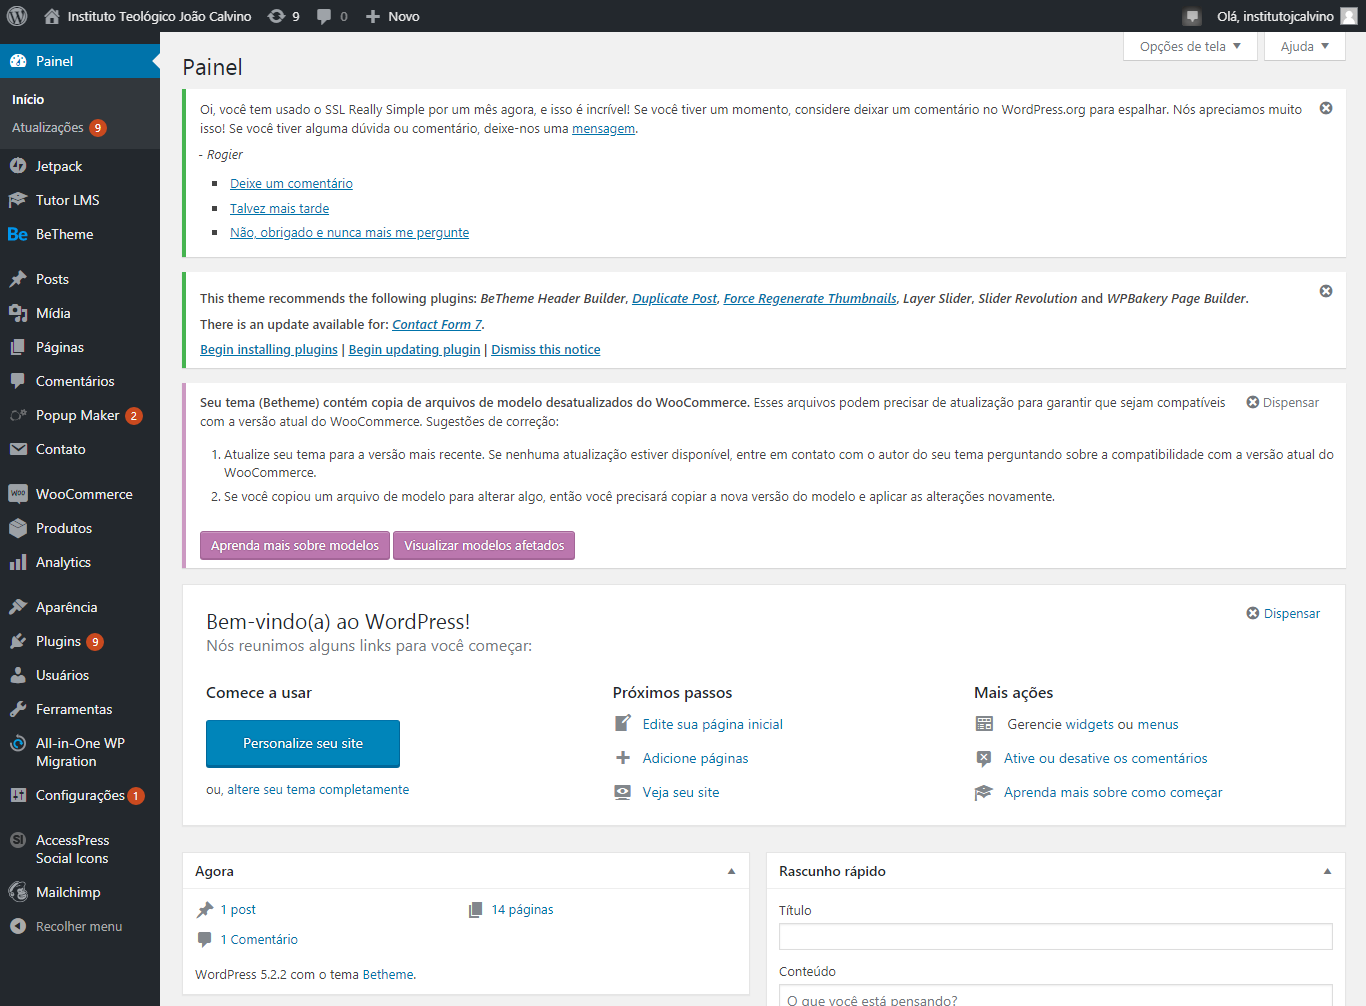 Instituto Teológico João Calvino
9
0
Novo
Olá, institutojcalvino
Painel
Início
Atualizações 9
Jetpack
Tutor LMS
Be BeTheme
Posts
Mídia
Páginas
Comentários
Popup Maker 2
Contato
WooCommerce
Produtos
Analytics
Aparência
Plugins 9
Usuários
Ferramentas
All-in-One WP
Migration
Configurações 1
AccessPress
Social Icons
Mailchimp
Recolher menu
Opções de tela
Ajuda
Painel
Oi, você tem usado o SSL Really Simple por um mês agora, e isso é incrível! Se você tiver um momento, considere deixar um comentário no WordPress.org para espalhar. Nós apreciamos muito
isso! Se você tiver alguma dúvida ou comentário, deixe-nos uma mensagem.
- Rogier
Deixe um comentário
Talvez mais tarde
Não, obrigado e nunca mais me pergunte
This theme recommends the following plugins: BeTheme Header Builder, Duplicate Post, Force Regenerate Thumbnails, Layer Slider, Slider Revolution and WPBakery Page Builder.
There is an update available for: Contact Form 7.
Begin installing plugins | Begin updating plugin | Dismiss this notice
Seu tema (Betheme) contém copia de arquivos de modelo desatualizados do WooCommerce. Esses arquivos podem precisar de atualização para garantir que sejam compatíveis
com a versão atual do WooCommerce. Sugestões de correção:
Dispensar
1. Atualize seu tema para a versão mais recente. Se nenhuma atualização estiver disponível, entre em contato com o autor do seu tema perguntando sobre a compatibilidade com a versão atual do
WooCommerce.
2. Se você copiou um arquivo de modelo para alterar algo, então você precisará copiar a nova versão do modelo e aplicar as alterações novamente.
Aprenda mais sobre modelos
Visualizar modelos afetados
Bem-vindo(a) ao WordPress!
Dispensar
Nós reunimos alguns links para você começar:
Comece a usar
Personalize seu site
ou, altere seu tema completamente
Próximos passos
Edite sua página inicial
Adicione páginas
Veja seu site
Mais ações
Gerencie widgets ou menus
Ative ou desative os comentários
Aprenda mais sobre como começar
Agora
1 post
14 páginas
1 Comentário
WordPress 5.2.2 com o tema Betheme.
Rascunho rápido
Título
Conteúdo
O que você está pensando?